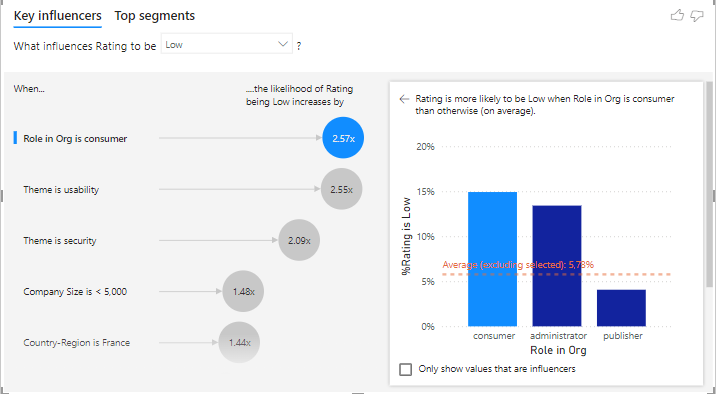 Key influencers Top segments
What influences Rating to be Low ?
When...
....the likelihood of Rating
being Low increases by
Role in Org is consumer 2.57x
Theme is usability 2.55x
Theme is security 2.09x
Company Size is < 5,000 1.48x
Country-Region is France 1.44x
Rating is more likely to be Low when Role in Org is consumer
than otherwise (on average).
%Rating is Low
20%
15%
10%
Average (excluding selected): 5.73%
5%
0%
consumer administrator publisher
Role in Org
Only show values that are influencers